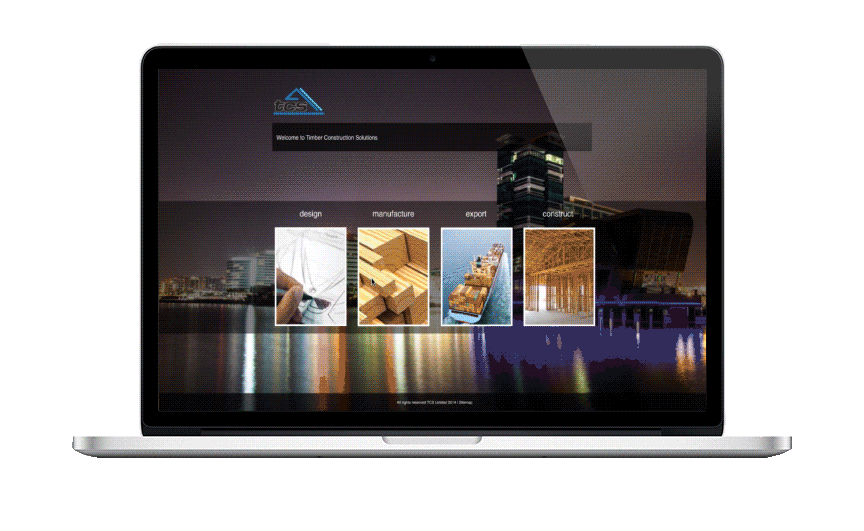 tcs
Welcome to Timber Construction Solutions
design manufacture export construct
All rights reserved TCS Limited 2014 | Sitemap